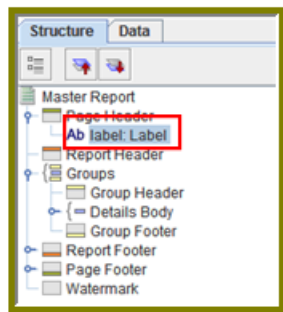 Structure Data
Master Report
Page Header
Ab label: Label
Report Header
Groups
Group Header
Details Body
Group Footer
Report Footer
Page Footer
Watermark